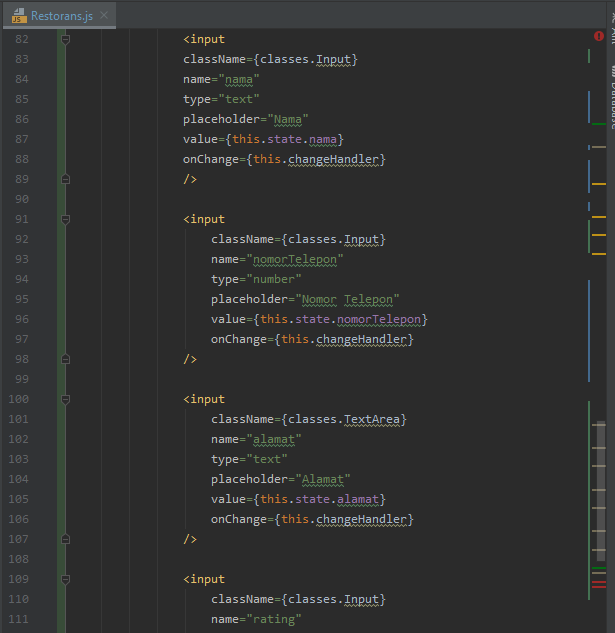 Restorans.js
82 <input
83 className={classes.Input}
84 name="nama"
85 type="text"
86 placeholder="Nama"
87 value={this.state.nama}
88 onChange={this.changeHandler}
89 />
90
91 <input
92 className={classes.Input}
93 name="nomorTelepon"
94 type="number"
95 placeholder="Nomor Telepon"
96 value={this.state.nomorTelepon}
97 onChange={this.changeHandler}
98 />
99
100 <input
101 className={classes.TextArea}
102 name="alamat"
103 type="text"
104 placeholder="Alamat"
105 value={this.state.alamat}
106 onChange={this.changeHandler}
107 />
108
109 <input
110 className={classes.Input}
111 name="rating"